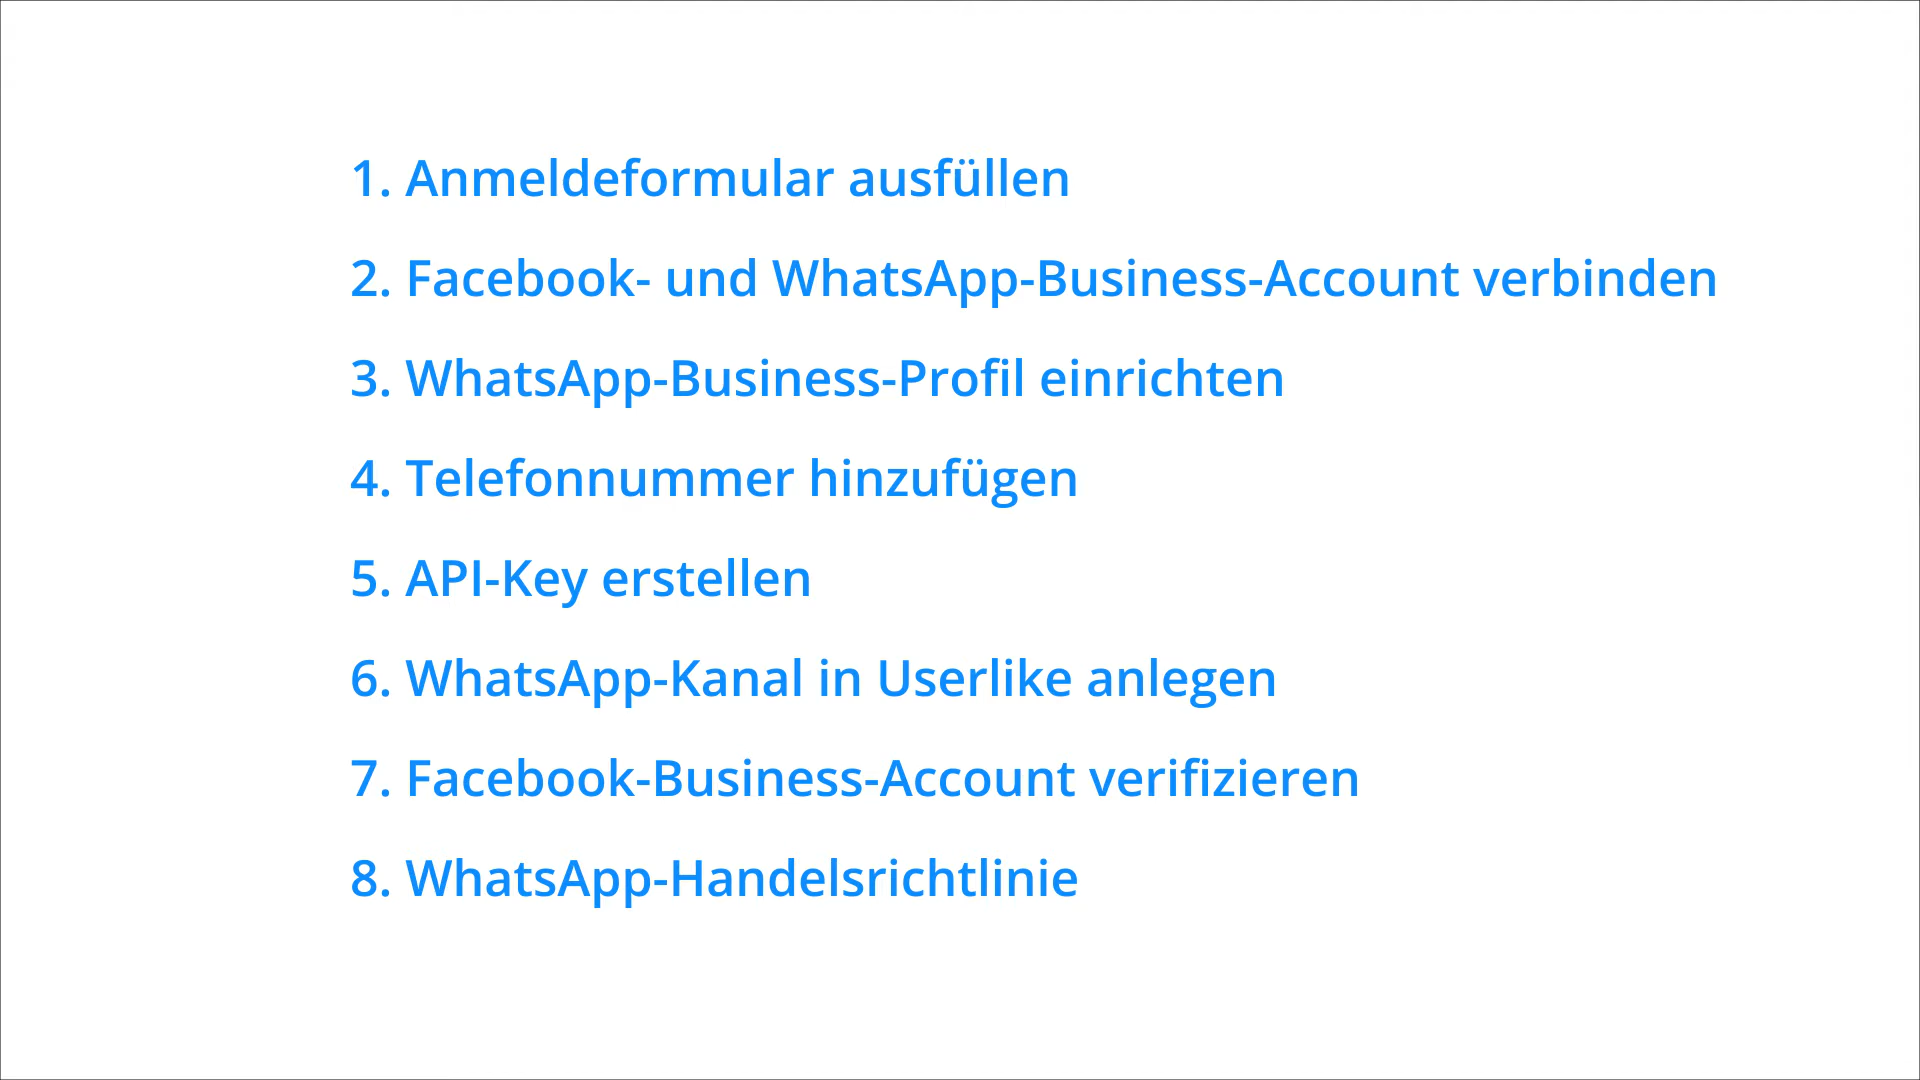 1. Anmeldeformular ausfüllen
2. Facebook- und WhatsApp-Business-Account verbinden
3. WhatsApp-Business-Profil einrichten
4. Telefonnummer hinzufügen
5. API-Key erstellen
6. WhatsApp-Kanal in Userlike anlegen
7. Facebook-Business-Account verifizieren
8. WhatsApp-Handelsrichtlinie